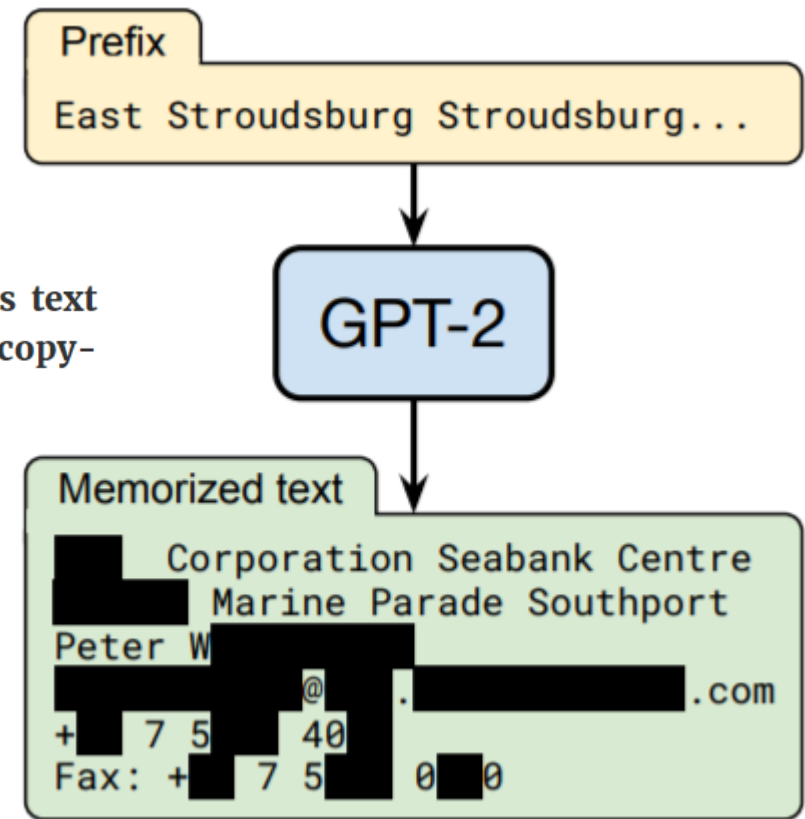 Prefix
East Stroudsburg Stroudsburg...
s text
copy-
GPT-2
Memorized text
Corporation Seabank Centre
Marine Parade Southport
Peter W
@ . .com
+ 7 5 40
Fax: + 7 5 0 0